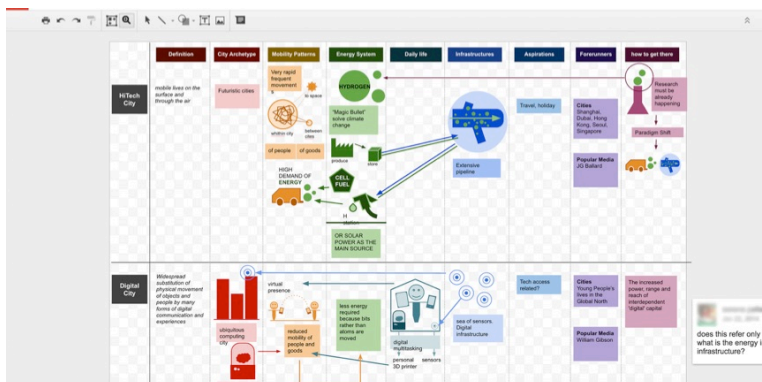 Definition
City Archetype
Mobility Patterns
Energy System
Daily life
Infrastructures
Aspirations
Forerunners
how to get there
HiTech
City
mobile lives on the
surface and
through the air
Futuristic cities
Very rapid
frequent
movement
s
to space
within city
between
cities
of people
of goods
HIGH
DEMAND OF
ENERGY
HYDROGEN
"Magic Bullet"
solve climate
change
produce
store
CELL
FUEL
H
station
OR SOLAR
POWER AS THE
MAIN SOURCE
Extensive
pipeline
Travel, holiday
Cities
Shanghai,
Dubai, Hong
Kong, Seoul,
Singapore
Popular Media
JG Ballard
Research
must be
already
happening
Paradigm Shift
Digital
City
Widespread
substitution of
physical movement
of objects and
people by many
forms of digital
communication and
experiences
ubiquitous
computing
city
virtual
presence
reduced
mobility of
people and
goods
less energy
required
because bits
rather than
atoms are
moved
digital
multitasking
personal
3D printer
sensors
sea of sensors.
Digital
infrastructure
Tech access
related?
Cities
Young People's
lives in the
Global North
Popular Media
William Gibson
The increased
power, range and
reach of
interdependent
'digital' capital
does this refer only
what is the energy i
infrastructure?